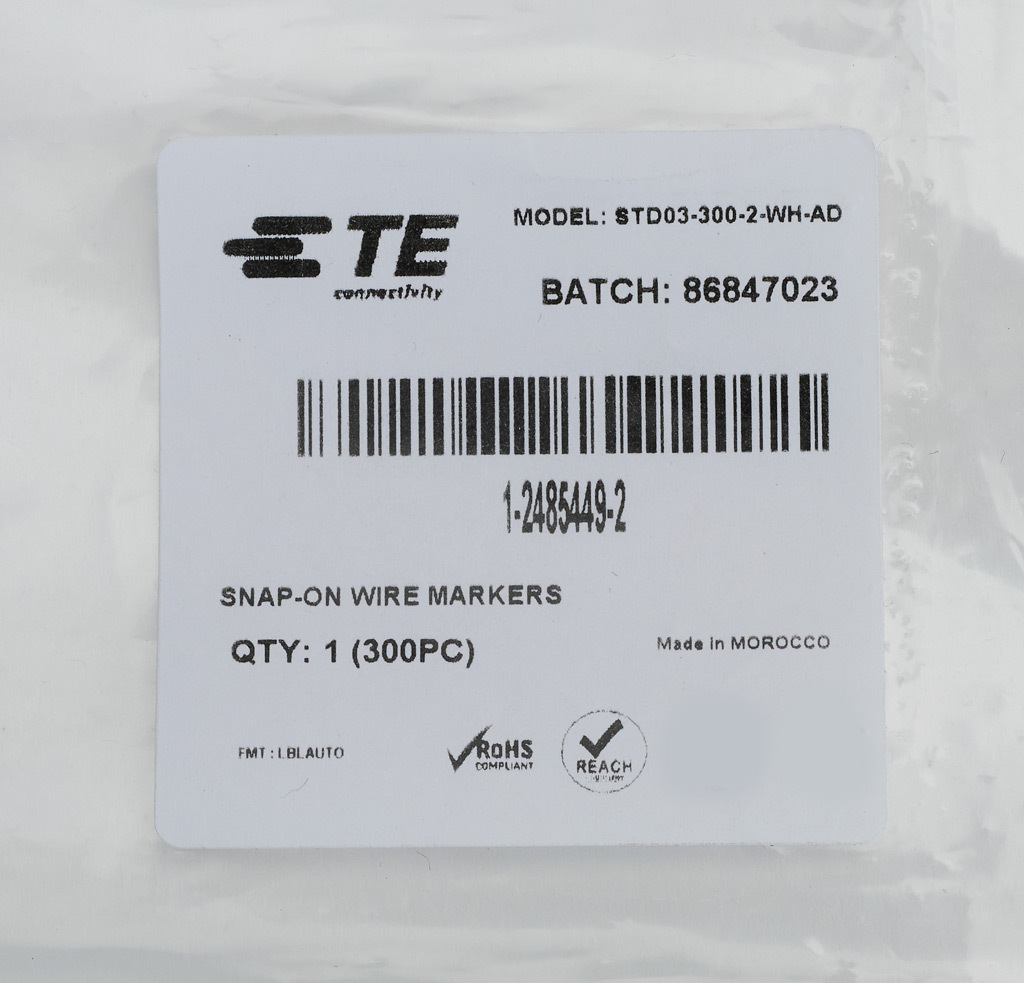 TE
connectivity
MODEL: STD03-300-2-WH-AD
BATCH: 86847023
1-2485449-2
SNAP-ON WIRE MARKERS
QTY: 1 (300PC)
Made in MOROCCO
FMT : LBLAUTO
RoHS
COMPLIANT
REACH